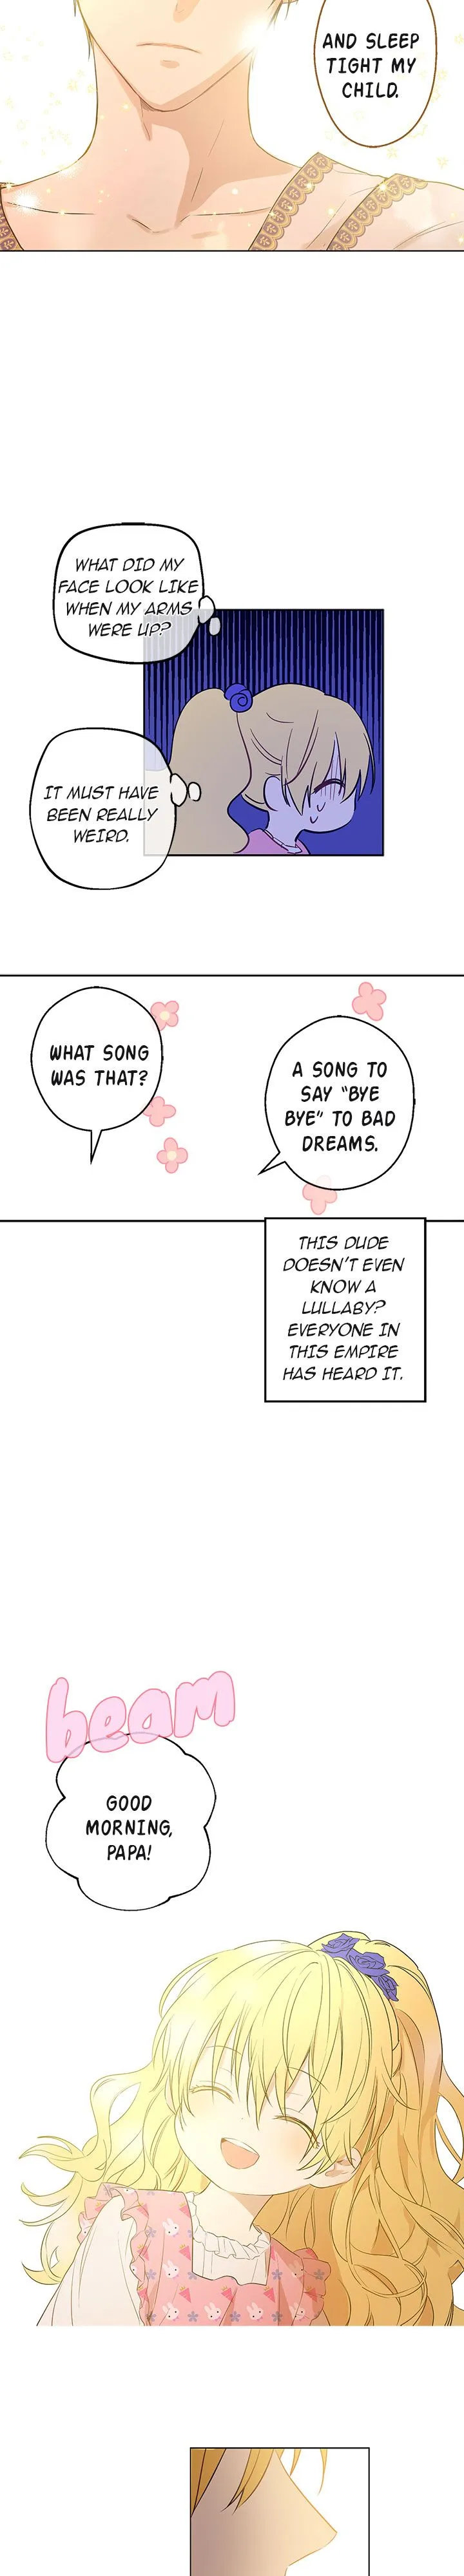 AND SLEEP
TIGHT MY
CHILD.
WHAT DID MY
FACE LOOK LIKE
WHEN MY ARMS
WERE UP?
IT MUST HAVE
BEEN REALLY
WEIRD.
WHAT SONG
WAS THAT?
A SONG TO
SAY "BYE
BYE" TO BAD
DREAMS.
THIS DUDE
DOESN'T EVEN
KNOW A
LULLABY?
EVERYONE IN
THIS EMPIRE
HAS HEARD IT.
beam
GOOD
MORNING,
PAPA!